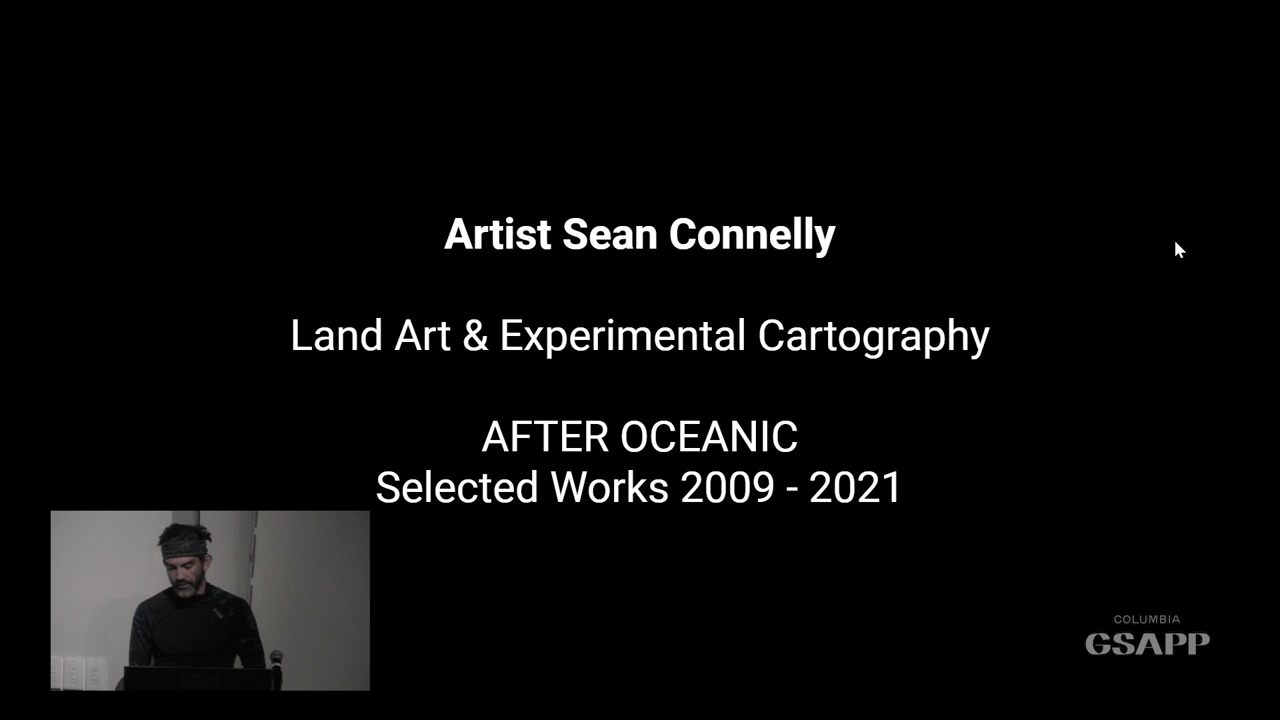 Artist Sean Connelly
Land Art & Experimental Cartography
AFTER OCEANIC
Selected Works 2009 - 2021
COLUMBIA
GSAPP